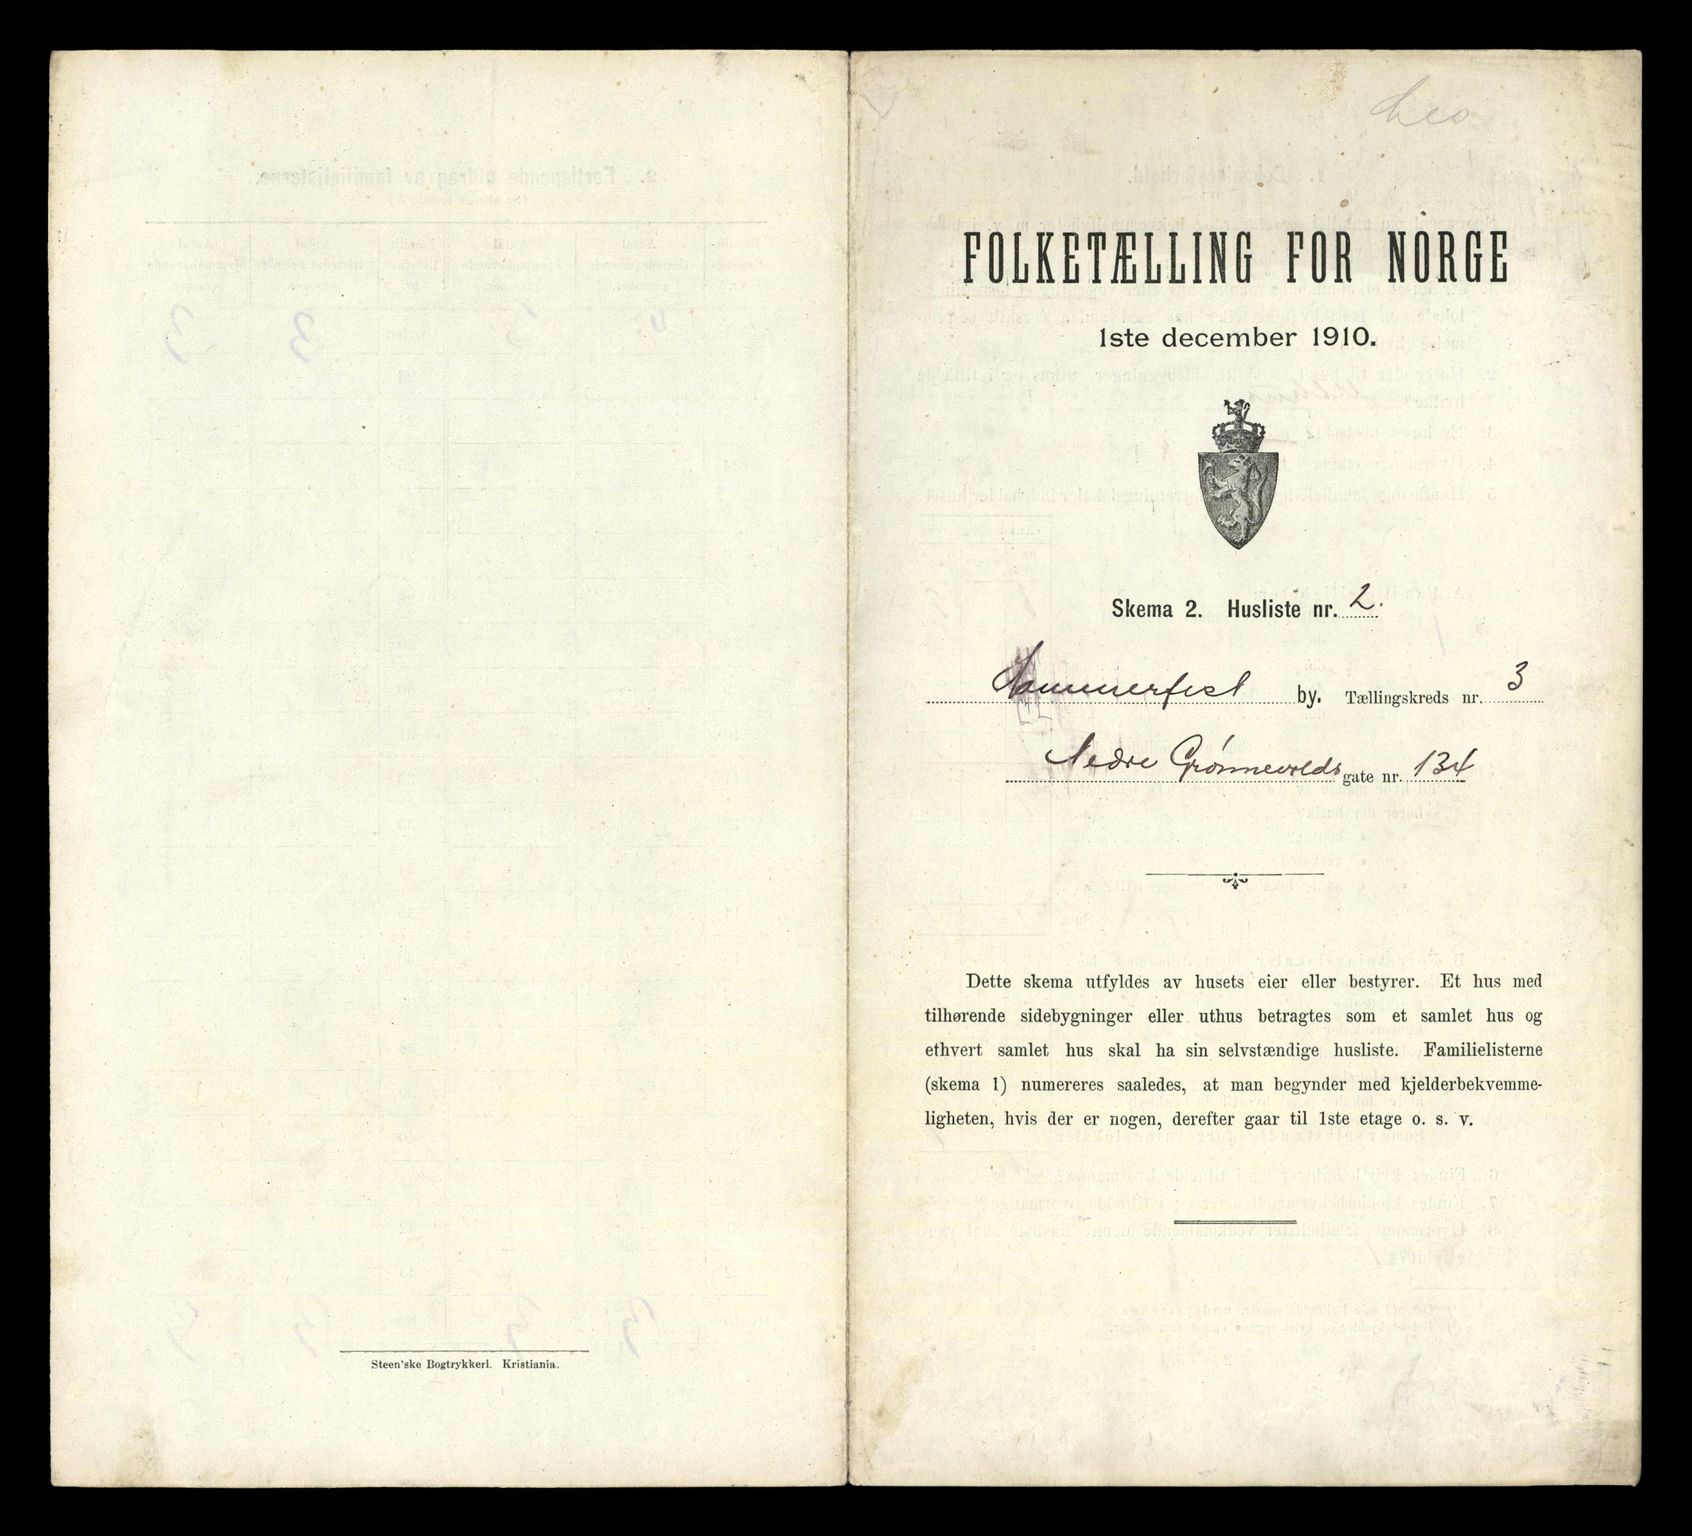 FOLKETÆLLING FOR NORGE
1ste december 1910.
Skema 2. Husliste nr. 2.
Hammerfest by. Tællingskreds nr. 3
Nedre Grønnevolds gate nr. 134
Dette skema utfyldes av husets eier eller bestyrer. Et hus med
tilhørende sidebygninger eller uthus betragtes som et samlet hus og
ethvert samlet hus skal ha sin selvstændige husliste. Familielisterne
(skema 1) numereres saaledes, at man begynder med kjelderbekvemme-
ligheten, hvis der er nogen, derefter gaar til 1ste etage o. s. v.
Steen'ske Bogtrykkeri. Kristiania.